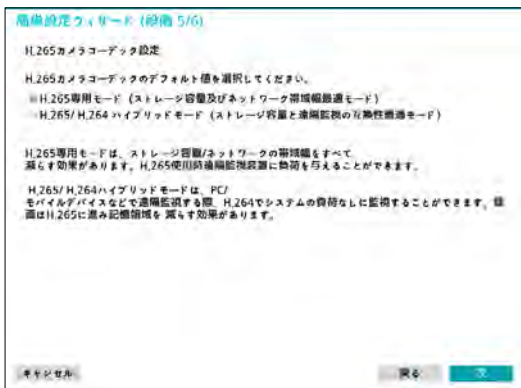 簡単設定ウィザード (段階 5/6)
H.265カメラコーデック設定
H.265カメラコーデックのデフォルト値を選択してください。
H.265専用モード (ストレージ容量及びネットワーク帯域幅最適モード)
H.265/ H.264 ハイブリッドモード (ストレージ容量と遠隔監視の互換性最適モード)
H.265専用モードは、ストレージ容量/ネットワークの帯域幅をすべて
減らす効果があります。H.265使用時遠隔監視装置に負荷を与えることができます。
H.265/ H.264ハイブリッドモードは、PC/
モバイルデバイスなどで遠隔監視する際、H.264でシステムの負荷なしに監視することができます。録
画はH.265に進み記憶領域を 減らす効果があります。
キャンセル 戻る 次